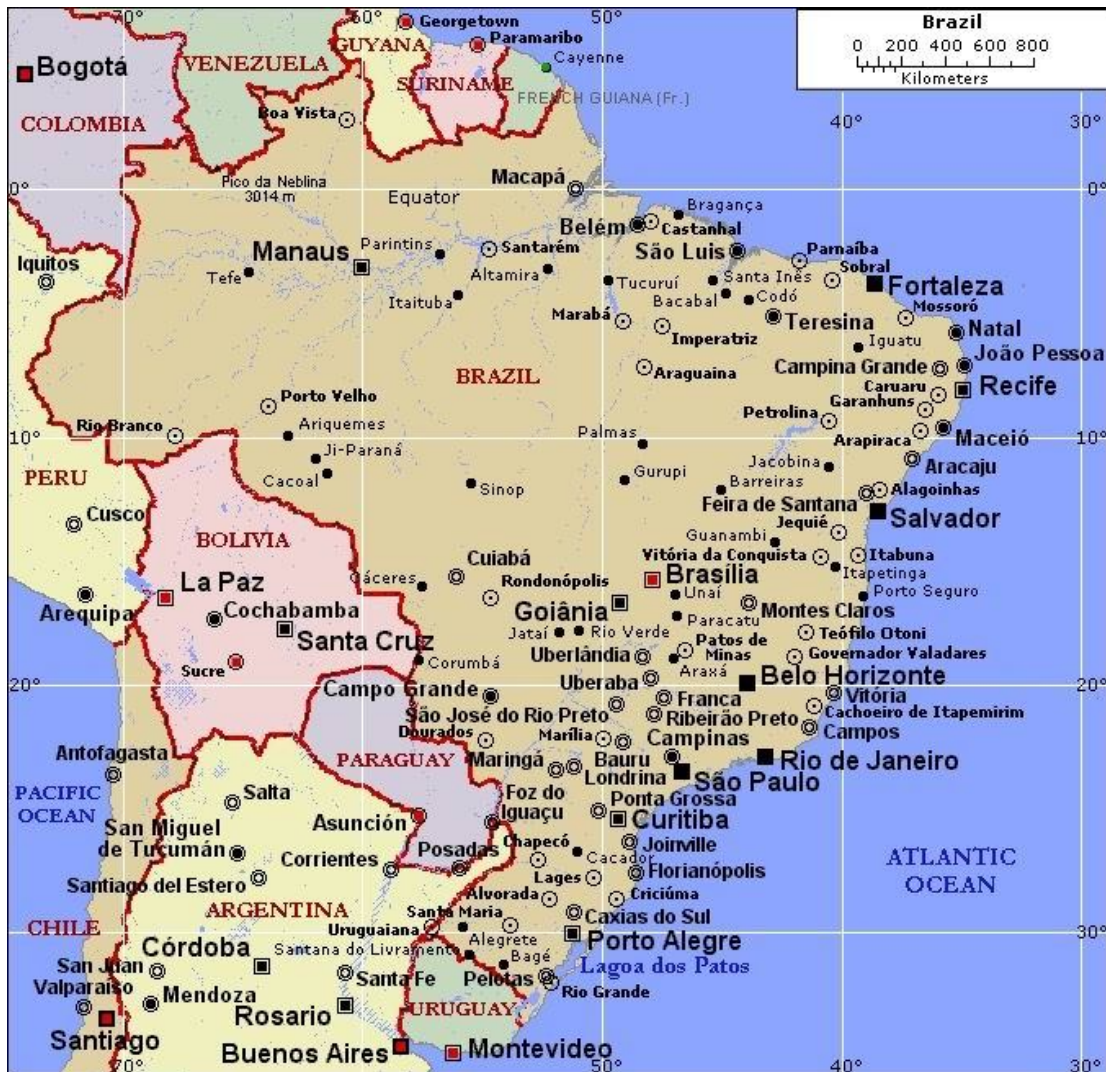 70°
60°
50°
Georgetown
Brazil
0 200 400 600 800
Kilometers
GUYANA
Paramaribo
Bogotá
VENEZUELA
Cayenne
SURINAME
FRENCH GUIANA (Fr.)
COLOMBIA
Boa Vista
40°
30°
Pico da Neblina
3014 m
Equator
Macapá
0°
0°
Bragança
Belém
Castanhal
Manaus
Parintins
Santarém
São Luis
Parnaíba
Iquitos
Tefe
Altamira
Tucuruí
Santa Inês
Sobral
Itaituba
Bacabal
Codó
Fortaleza
Marabá
Teresina
Mossoró
Imperatriz
Natal
Iguatu
João Pessoa
BRAZIL
Araguaina
Campina Grande
Caruaru
Recife
Porto Velho
Garanhuns
Petrolina
Rio Branco
Ariquemes
Palmas
Arapiraca
Maceió
10°
10°
Ji-Paraná
Jacobina
Aracaju
PERU
Cacoal
Sinop
Gurupi
Barreiras
Alagoinhas
Feira de Santana
Salvador
Cusco
Jequié
BOLIVIA
Guanambi
Cuiabá
Vitória da Conquista
Itabuna
La Paz
Cáceres
Rondonópolis
Brasília
Itapetinga
Arequipa
Cochabamba
Goiânia
Unaí
Montes Claros
Porto Seguro
Santa Cruz
Paracatu
Jataí
Rio Verde
Teófilo Otoni
Patos de
Minas
Sucre
Corumbá
Uberlândia
Governador Valadares
Araxá
Belo Horizonte
20°
20°
Campo Grande
Uberaba
Franca
Vitória
São José do Rio Preto
Ribeirão Preto
Cachoeiro de Itapemirim
Dourados
Marília
Campinas
Campos
Antofagasta
PARAGUAY
Maringá
Bauru
Rio de Janeiro
Londrina
São Paulo
PACIFIC
OCEAN
Salta
Foz do
Iguaçu
Ponta Grossa
Asunción
Curitiba
San Miguel
de Tucumán
Chapecó
Joinville
Corrientes
Posadas
Cacador
ATLANTIC
OCEAN
Santiago del Estero
Lages
Florianópolis
Alvorada
Criciúma
ARGENTINA
Santa Maria
Caxias do Sul
CHILE
Uruguaiana
30°
30°
Córdoba
Santana do Livramento
Alegrete
Porto Alegre
San Juan
Bagé
Lagoa dos Patos
Valparaíso
Santa Fe
Pelotas
Mendoza
Rio Grande
Rosario
URUGUAY
Santiago
Buenos Aires
Montevideo
70°
60°
50°
40°
30°